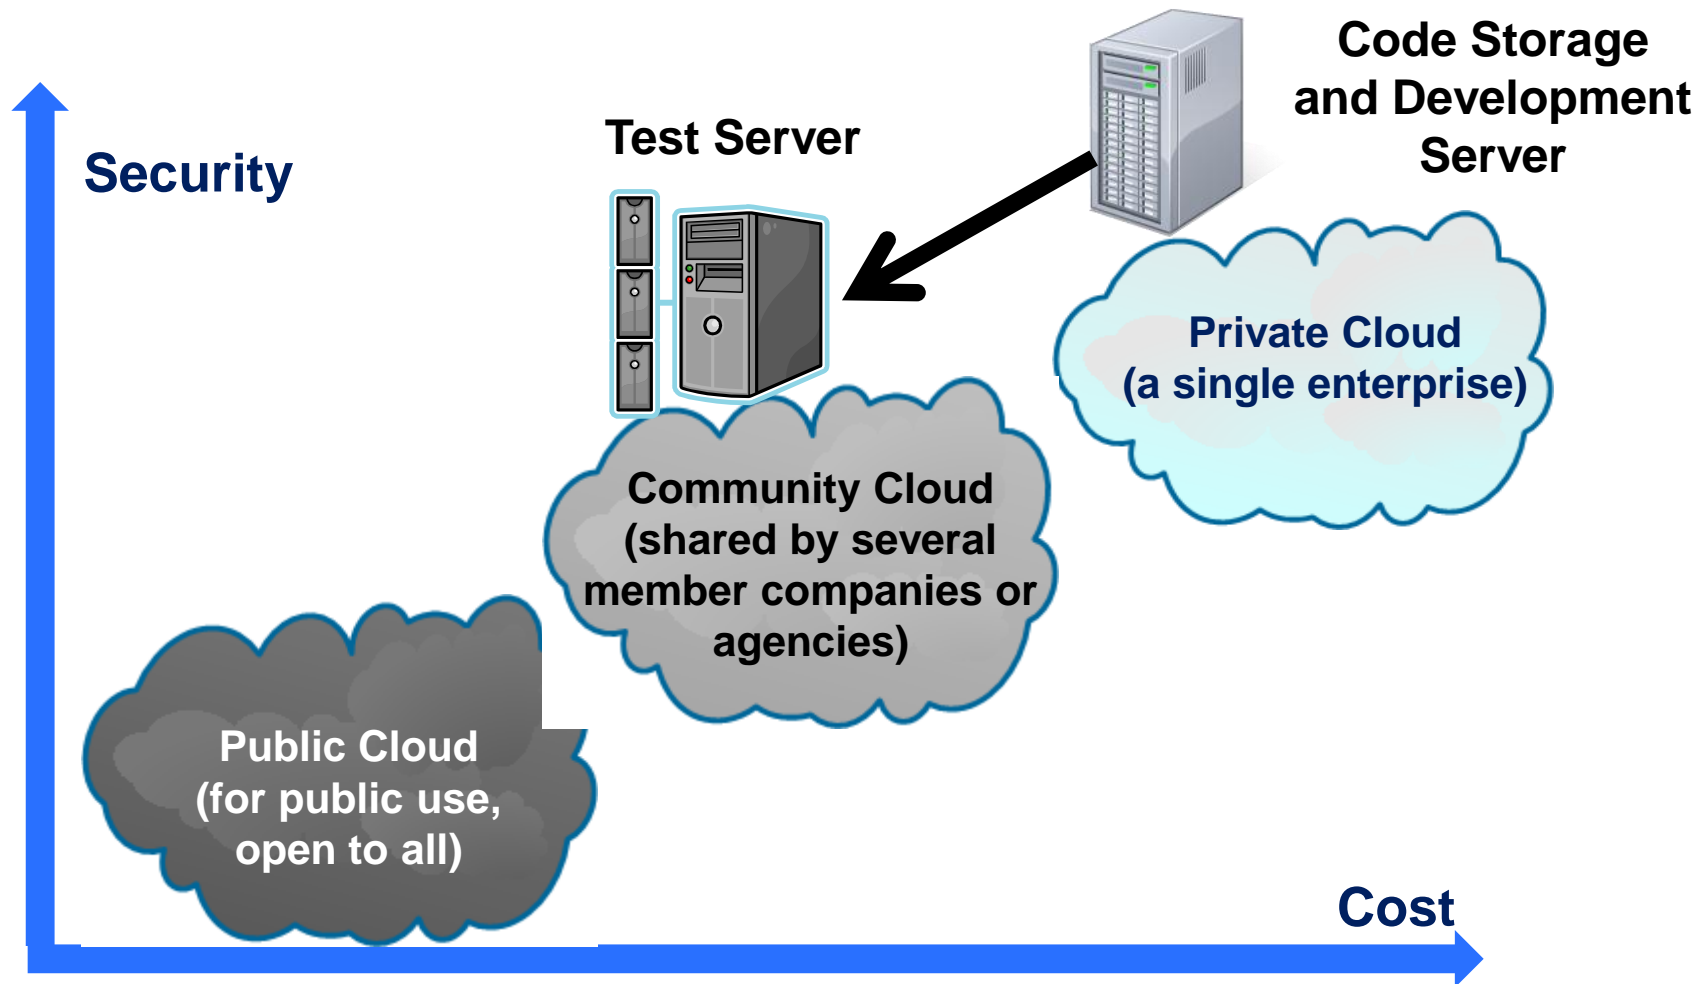 Code Storage
and Development
Server
Test Server
Security
Private Cloud
(a single enterprise)
Community Cloud
(shared by several
member companies or
agencies)
Public Cloud
(for public use,
open to all)
Cost